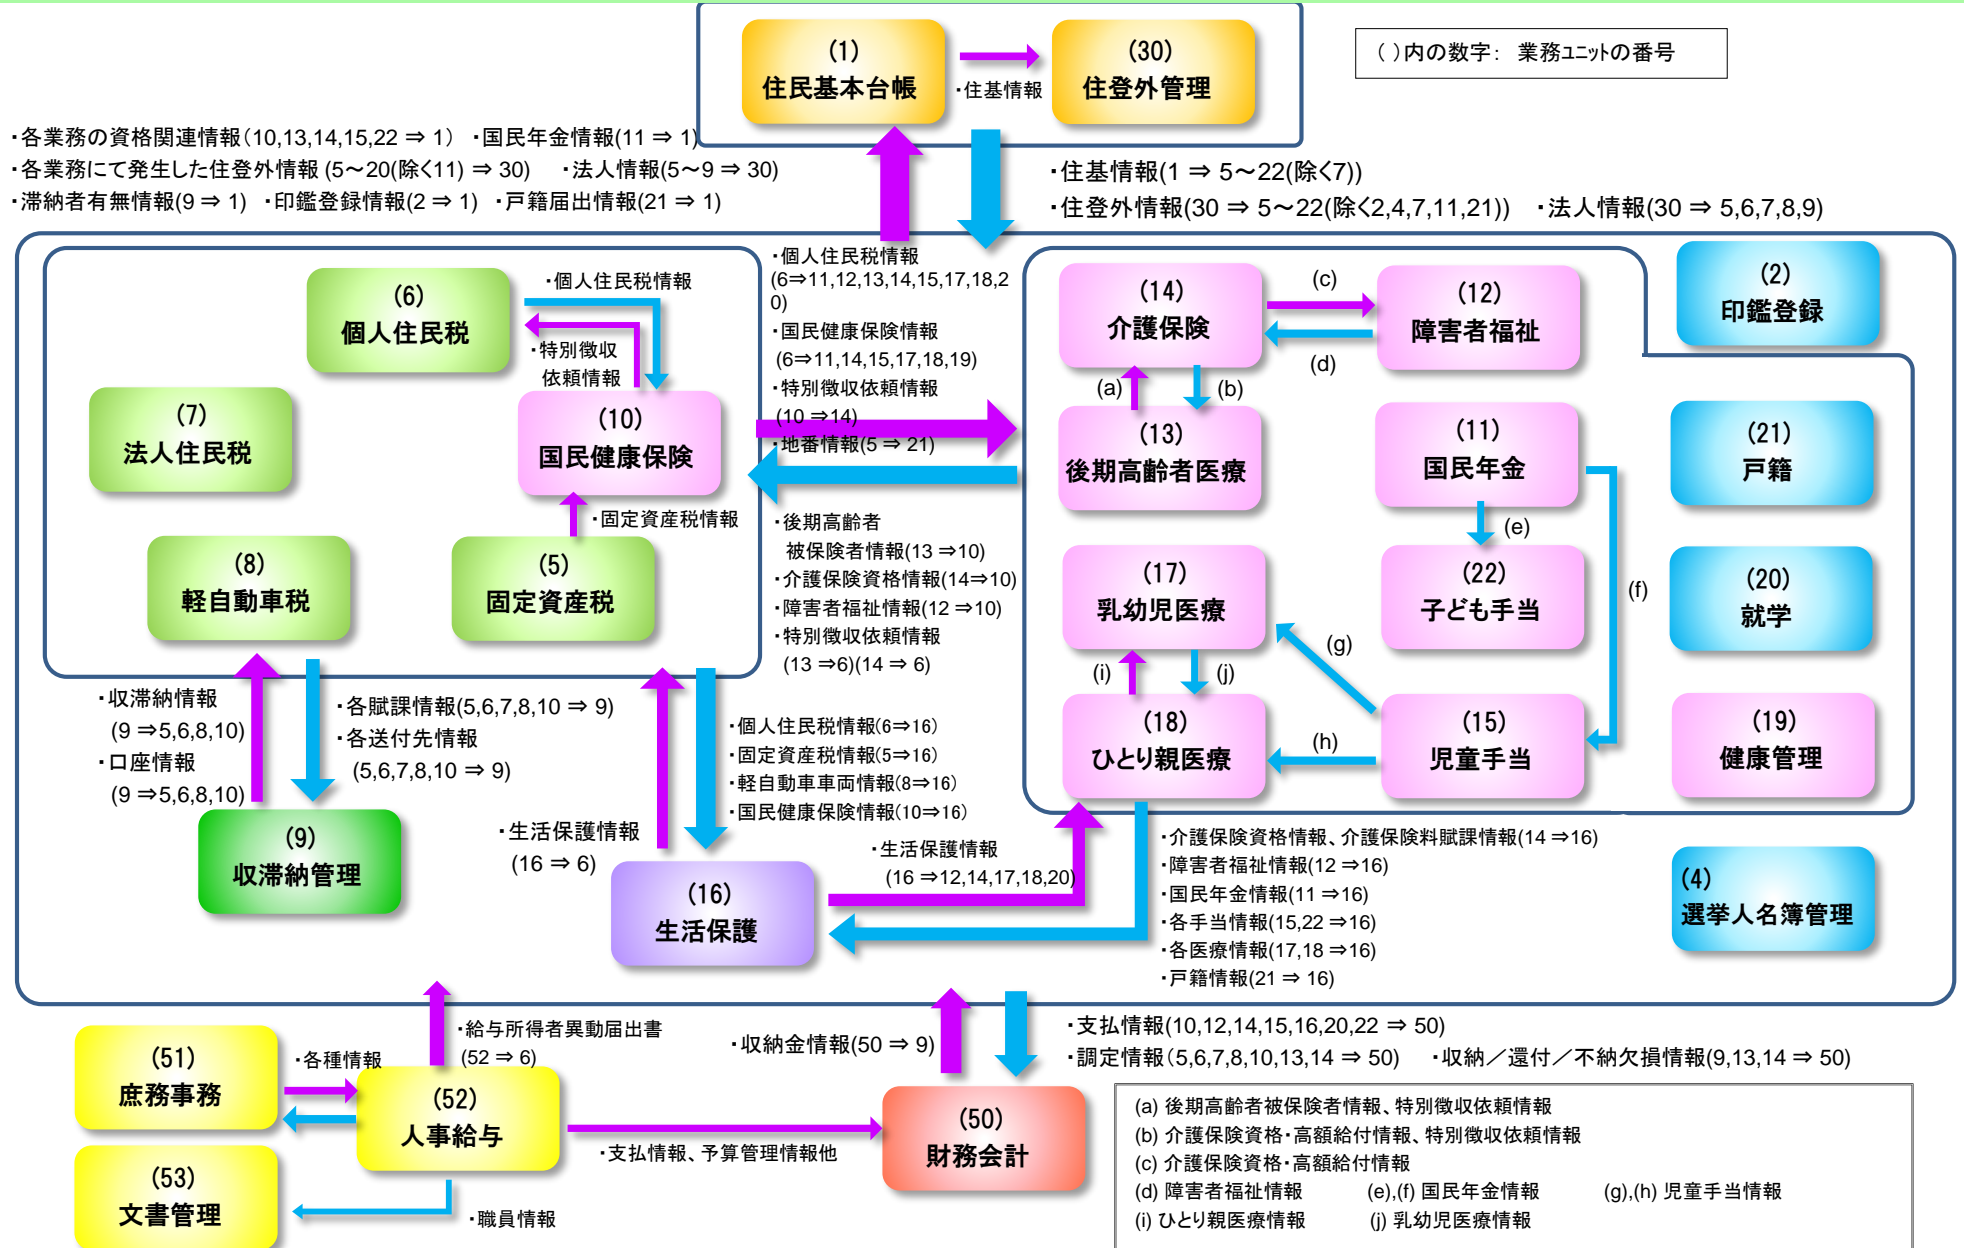 (1)
住民基本台帳
・住基情報
(30)
住登外管理
( )内の数字: 業務ユニットの番号
・各業務の資格関連情報(10,13,14,15,22 ⇒ 1) ・国民年金情報(11 ⇒ 1)
・各業務にて発生した住登外情報 (5～20(除く11) ⇒ 30) ・法人情報(5～9 ⇒ 30)
・滞納者有無情報(9 ⇒ 1) ・印鑑登録情報(2 ⇒ 1) ・戸籍届出情報(21 ⇒ 1)
・住基情報(1 ⇒ 5～22(除く7))
・住登外情報(30 ⇒ 5～22(除く2,4,7,11,21)) ・法人情報(30 ⇒ 5,6,7,8,9)
(6)
個人住民税
・個人住民税情報
・特別徴収
依頼情報
(7)
法人住民税
(10)
国民健康保険
・固定資産税情報
(8)
軽自動車税
(5)
固定資産税
・個人住民税情報
(6⇒11,12,13,14,15,17,18,2
0)
・国民健康保険情報
(6⇒11,14,15,17,18,19)
・特別徴収依頼情報
(10 ⇒14)
・地番情報(5 ⇒ 21)
・後期高齢者
被保険者情報(13 ⇒10)
・介護保険資格情報(14⇒10)
・障害者福祉情報(12 ⇒10)
・特別徴収依頼情報
(13 ⇒6)(14 ⇒ 6)
(14)
介護保険
(c)
(d)
(12)
障害者福祉
(a)
(b)
(13)
後期高齢者医療
(11)
国民年金
(e)
(f)
(17)
乳幼児医療
(22)
子ども手当
(g)
(i)
(j)
(18)
ひとり親医療
(h)
(15)
児童手当
(2)
印鑑登録
(21)
戸籍
(20)
就学
(19)
健康管理
(4)
選挙人名簿管理
・収滞納情報
(9 ⇒5,6,8,10)
・口座情報
(9 ⇒5,6,8,10)
・各賦課情報(5,6,7,8,10 ⇒ 9)
・各送付先情報
(5,6,7,8,10 ⇒ 9)
(9)
収滞納管理
・生活保護情報
(16 ⇒ 6)
・個人住民税情報(6⇒16)
・固定資産税情報(5⇒16)
・軽自動車車両情報(8⇒16)
・国民健康保険情報(10⇒16)
(16)
生活保護
・生活保護情報
(16 ⇒12,14,17,18,20)
・介護保険資格情報、介護保険料賦課情報(14 ⇒16)
・障害者福祉情報(12 ⇒16)
・国民年金情報(11 ⇒16)
・各手当情報(15,22 ⇒16)
・各医療情報(17,18 ⇒16)
・戸籍情報(21 ⇒ 16)
(51)
庶務事務
・各種情報
・給与所得者異動届出書
(52 ⇒ 6)
(52)
人事給与
(53)
文書管理
・職員情報
・支払情報、予算管理情報他
・収納金情報(50 ⇒ 9)
(50)
財務会計
・支払情報(10,12,14,15,16,20,22 ⇒ 50)
・調定情報(5,6,7,8,10,13,14 ⇒ 50) ・収納／還付／不納欠損情報(9,13,14 ⇒ 50)
(a) 後期高齢者被保険者情報、特別徴収依頼情報
(b) 介護保険資格・高額給付情報、特別徴収依頼情報
(c) 介護保険資格・高額給付情報
(d) 障害者福祉情報 (e),(f) 国民年金情報 (g),(h) 児童手当情報
(i) ひとり親医療情報 (j) 乳幼児医療情報